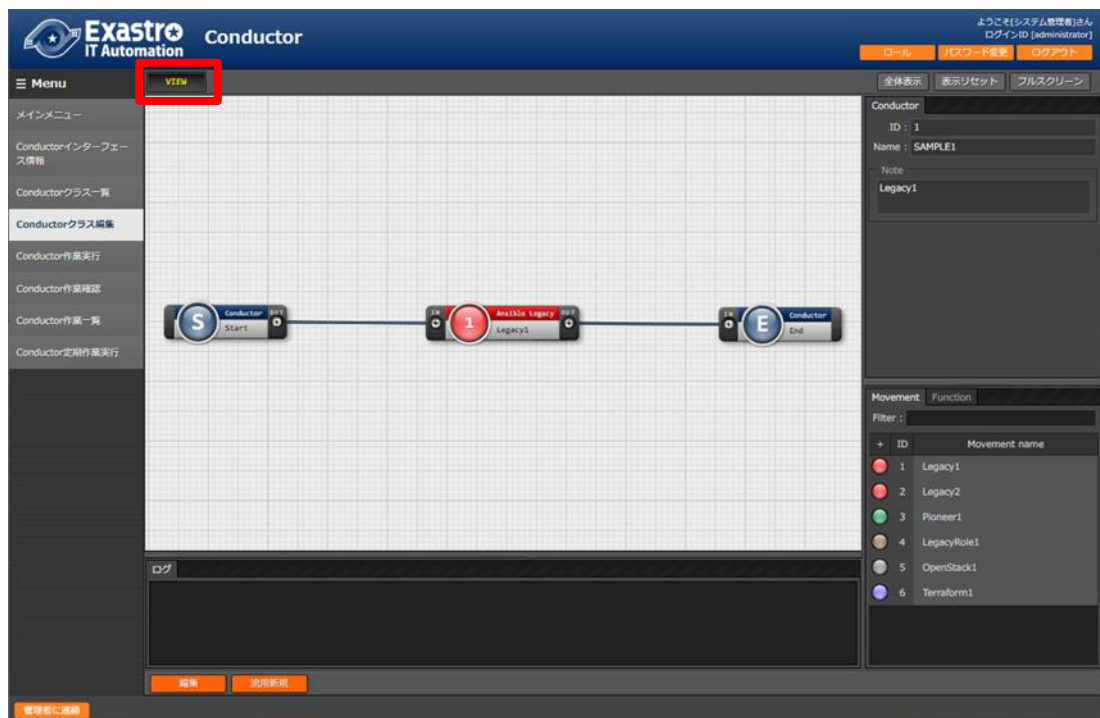 Exastro
IT Automation
Conductor
ようこそ[システム管理者]さん
ログインID [administrator]
ロール
パスワード変更
ログアウト
Menu
VIEW
全体表示
表示リセット
フルスクリーン
メインメニュー
Conductorインターフェー
ス情報
Conductorクラス一覧
Conductorクラス編集
Conductor作業実行
Conductor作業確認
Conductor作業一覧
Conductor定期作業実行
S
Conductor
Start
OUT
IN
1
Ansible Legacy
Legacy1
OUT
IN
E
Conductor
End
Conductor
ID : 1
Name : SAMPLE1
Note
Legacy1
Movement Function
Filter :
+ ID Movement name
1 Legacy1
2 Legacy2
3 Pioneer1
4 LegacyRole1
5 OpenStack1
6 Terraform1
ログ
編集
流用新規
管理者に連絡